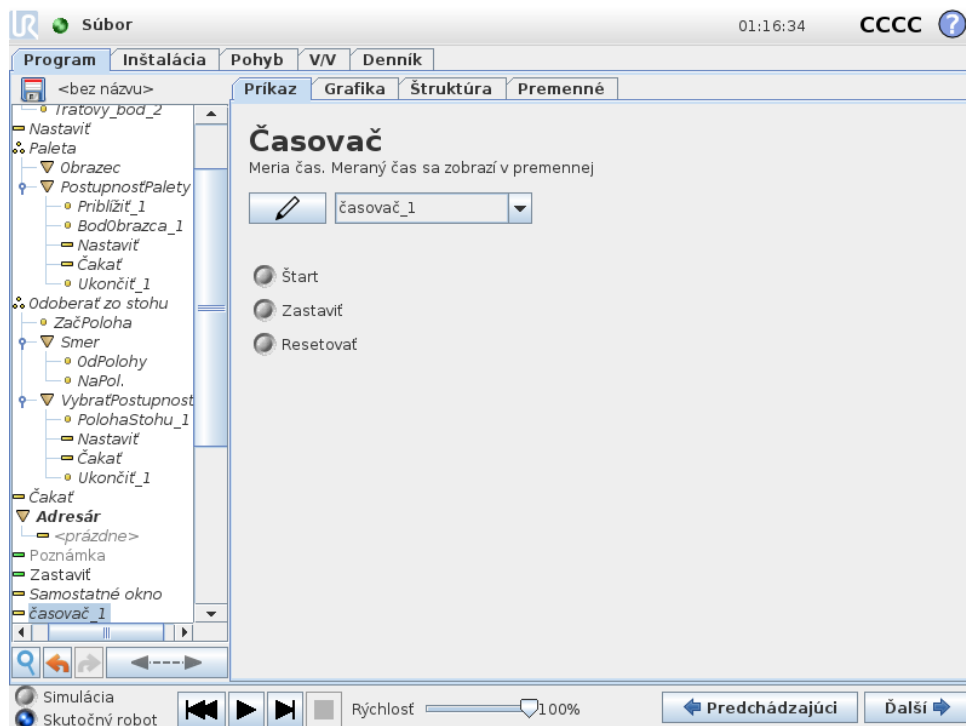 UR Súbor 01:16:34 CCCC ?
Program Inštalácia Pohyb V/V Denník
<bez názvu>
Príkaz Grafika Štruktúra Premenné
Traťový_bod_2
Nastaviť
Paleta
Obrazec
PostupnosťPalety
Priblížiť_1
BodObrazca_1
Nastaviť
Čakať
Ukončiť_1
Odoberať zo stohu
ZačPoloha
Smer
OdPolohy
NaPol.
VybraťPostupnost
PolohaStohu_1
Nastaviť
Čakať
Ukončiť_1
Čakať
Adresár
<prázdne>
Poznámka
Zastaviť
Samostatné okno
časovač_1
Časovač
Meria čas. Meraný čas sa zobrazí v premennej
časovač_1
Štart
Zastaviť
Resetovať
Simulácia
Skutočný robot
Rýchlosť 100%
Predchádzajúci
Ďalší